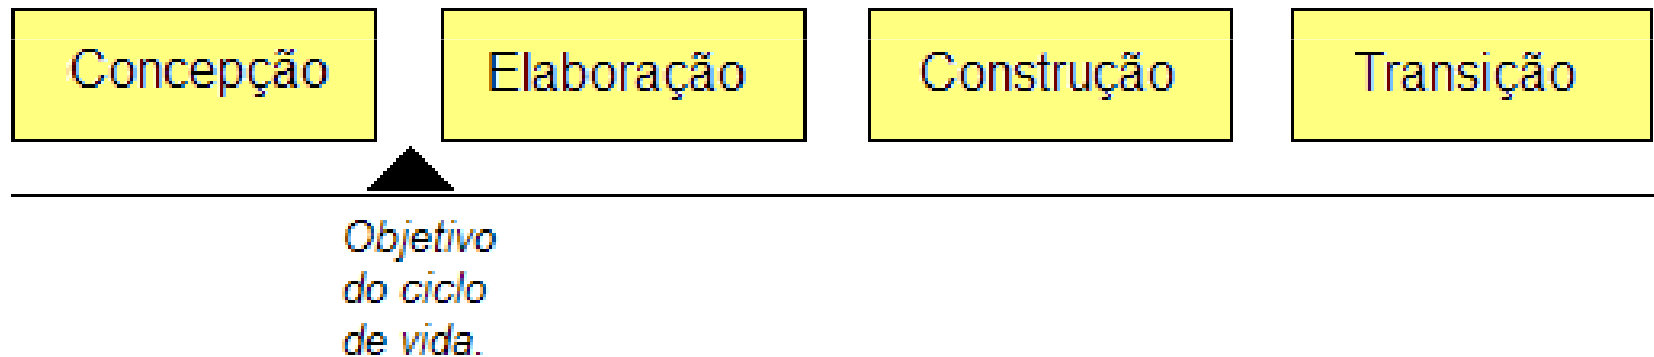 Concepção Elaboração Construção Transição
Objetivo
do ciclo
de vida.